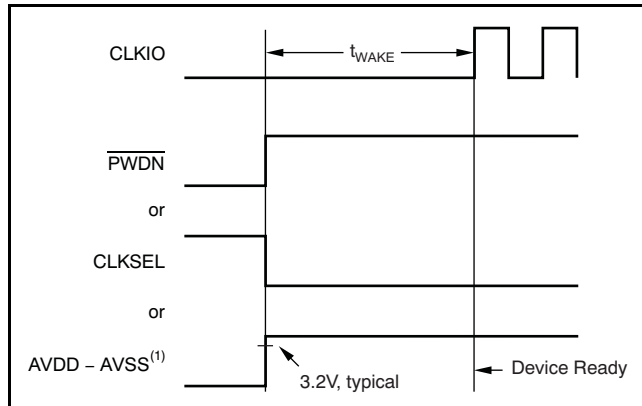 CLKIO
tWAKE
PWDN
or
CLKSEL
or
AVDD – AVSS(1)
3.2V, typical
Device Ready